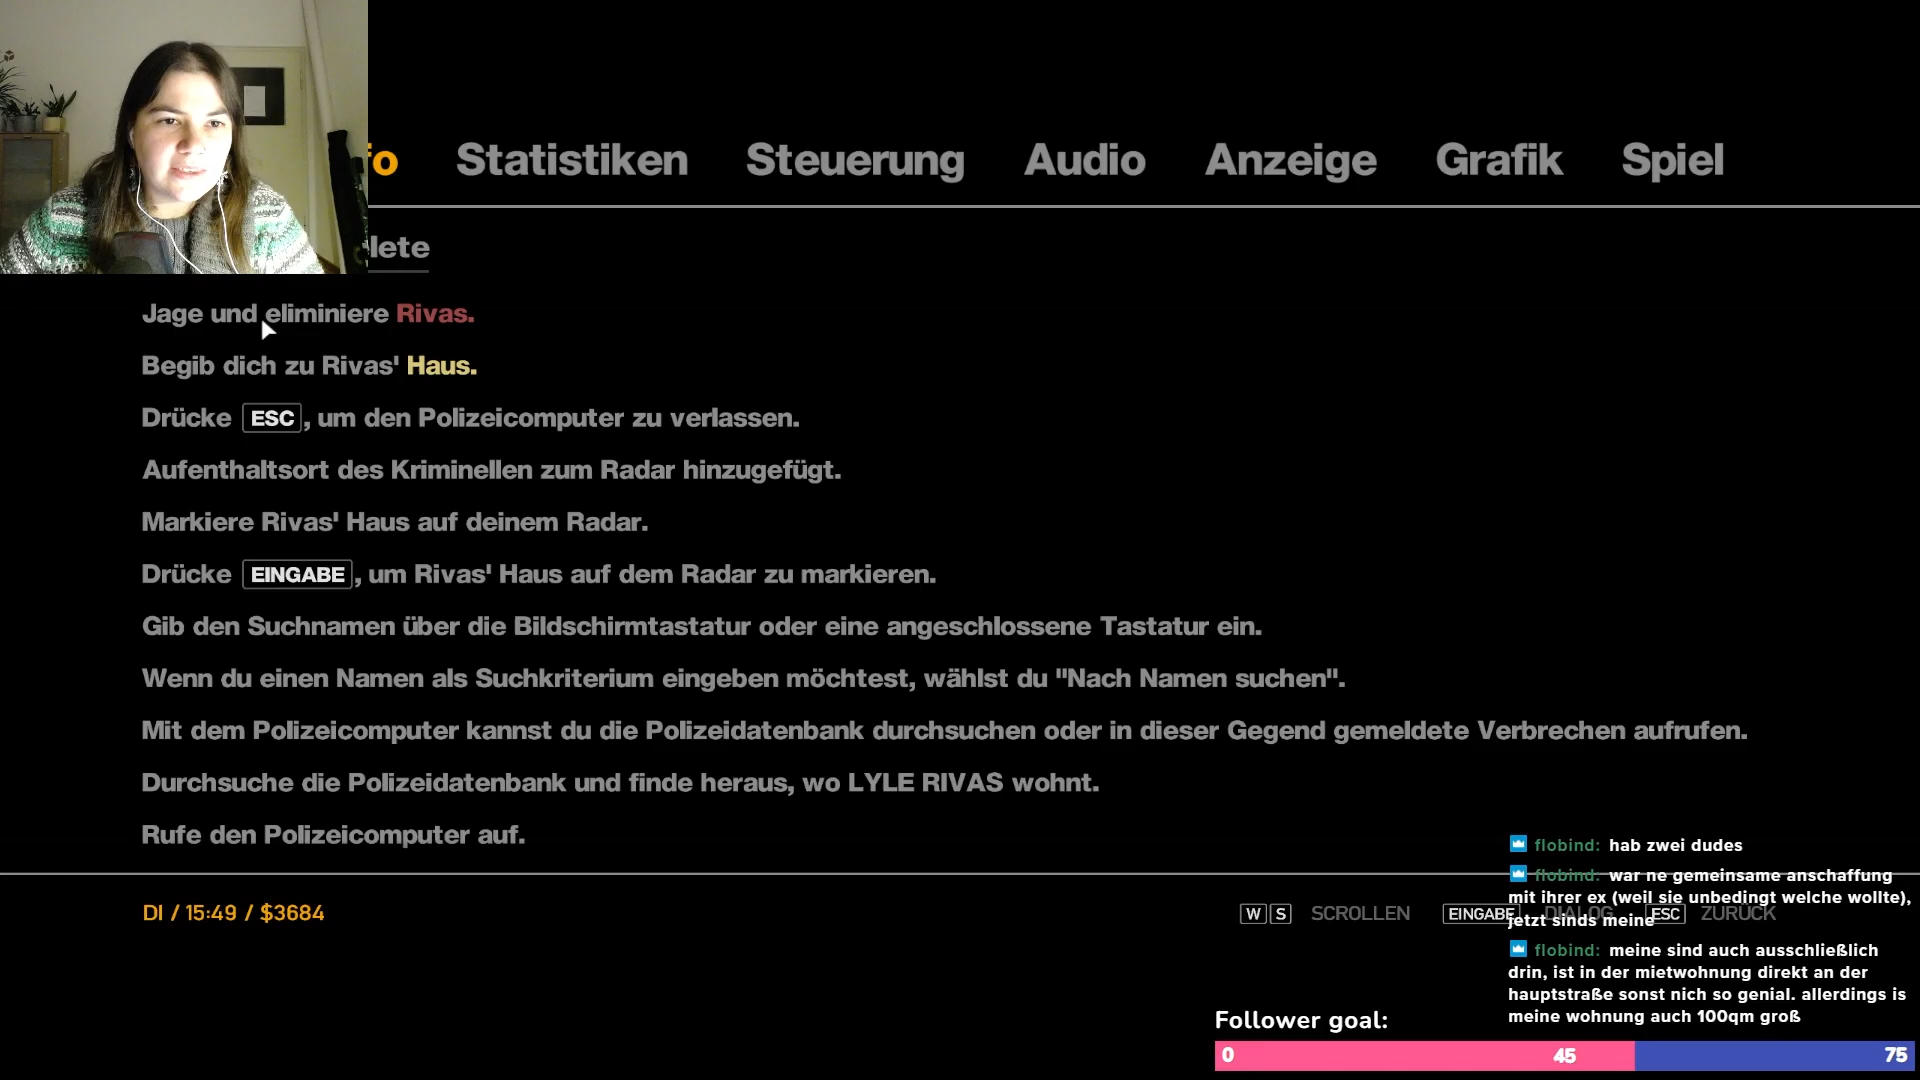 fo Statistiken Steuerung Audio Anzeige Grafik Spiel
lete
Jage und eliminiere Rivas.
Begib dich zu Rivas' Haus.
Drücke ESC, um den Polizeicomputer zu verlassen.
Aufenthaltsort des Kriminellen zum Radar hinzugefügt.
Markiere Rivas' Haus auf deinem Radar.
Drücke EINGABE, um Rivas' Haus auf dem Radar zu markieren.
Gib den Suchnamen über die Bildschirmtastatur oder eine angeschlossene Tastatur ein.
Wenn du einen Namen als Suchkriterium eingeben möchtest, wählst du "Nach Namen suchen".
Mit dem Polizeicomputer kannst du die Polizeidatenbank durchsuchen oder in dieser Gegend gemeldete Verbrechen aufrufen.
Durchsuche die Polizeidatenbank und finde heraus, wo LYLE RIVAS wohnt.
Rufe den Polizeicomputer auf.
DI / 15:49 / $3684
W S SCROLLEN EINGABE DIALOG ESC ZURÜCK
flobind: hab zwei dudes
flobind: war ne gemeinsame anschaffung
mit ihrer ex (weil sie unbedingt welche wollte),
jetzt sinds meine
flobind: meine sind auch ausschließlich
drin, ist in der mietwohnung direkt an der
hauptstraße sonst nich so genial. allerdings is
meine wohnung auch 100qm groß
Follower goal:
0 45 75